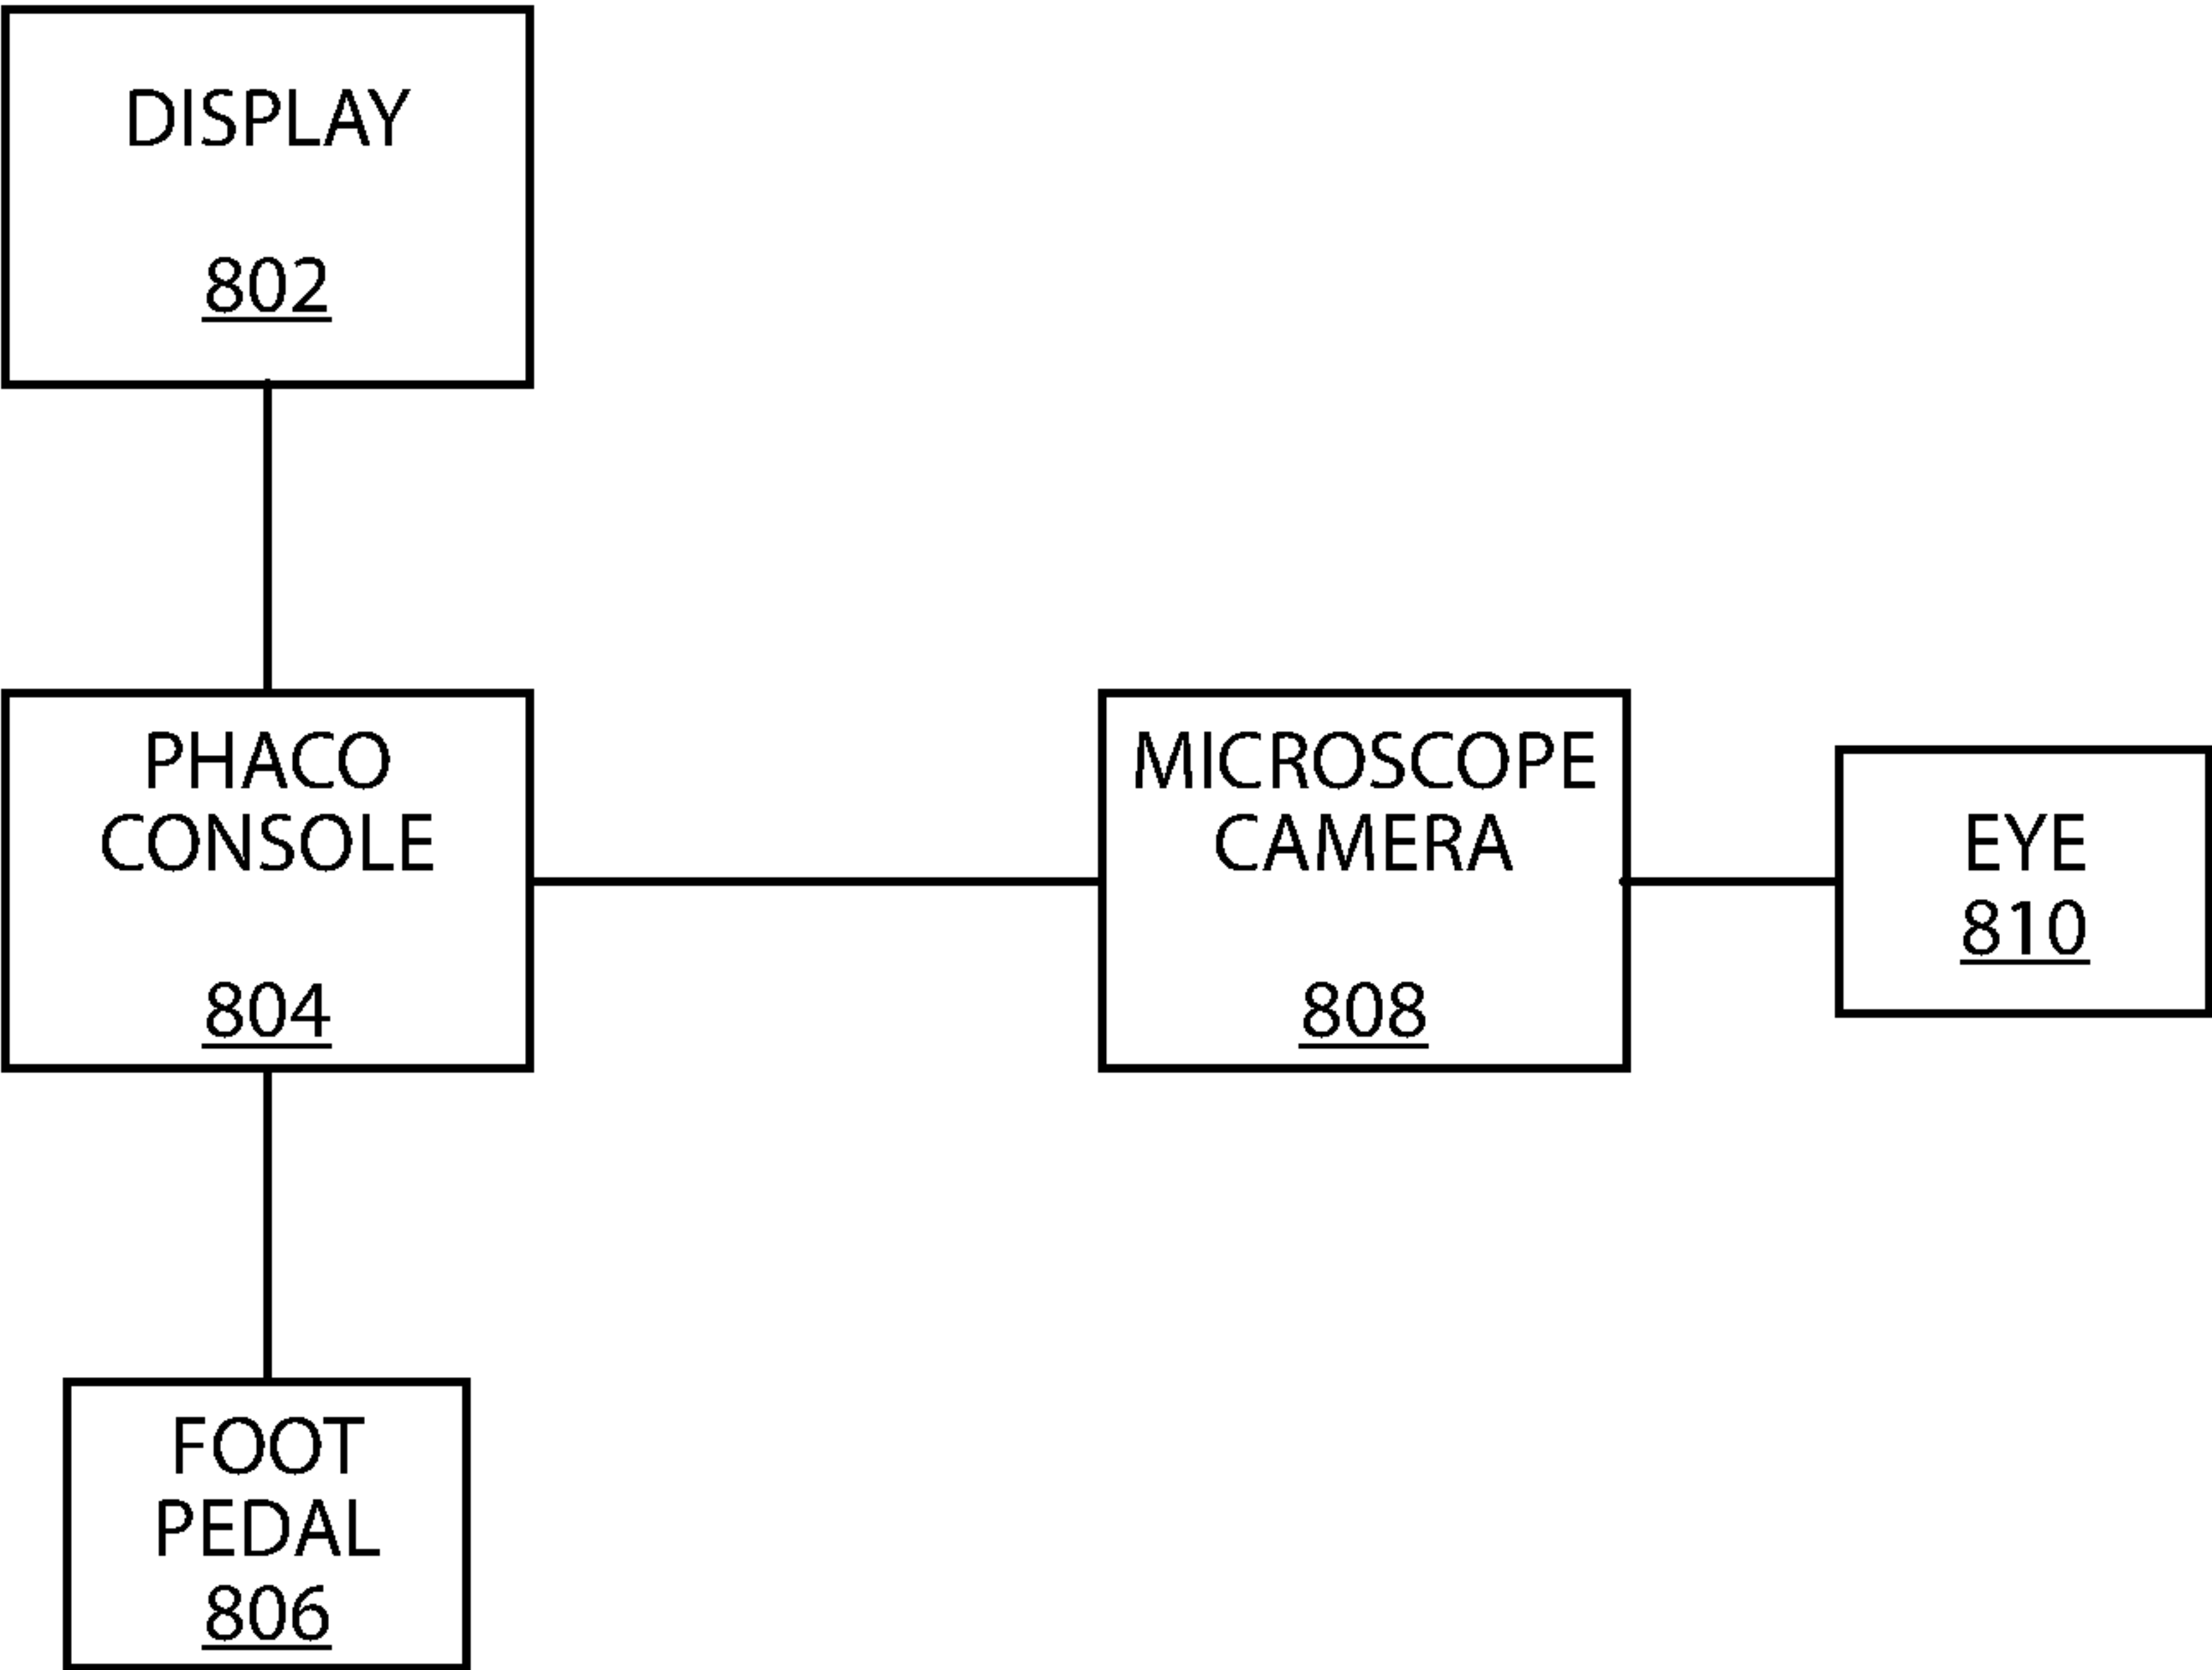 DISPLAY
802
PHACO
CONSOLE
804
MICROSCOPE
CAMERA
808
EYE
810
FOOT
PEDAL
806